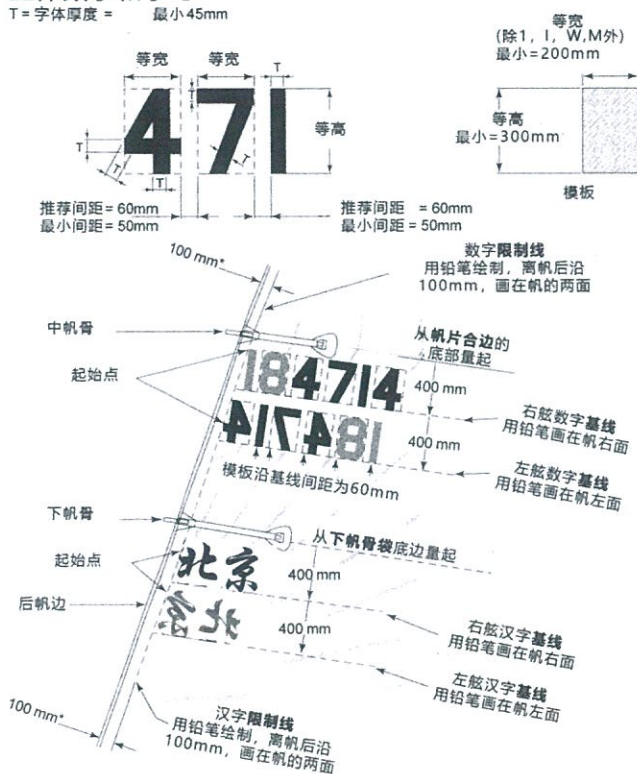 T = 字体厚度 = 最小45mm
等宽
等宽
T
T
471
T
T
T
T
等高
推荐间距 = 60mm
最小间距 = 50mm
推荐间距 = 60mm
最小间距 = 50mm
等宽
(除1, I, W,M外)
最小=200mm
等高
最小=300mm
模板
100 mm*
数字限制线
用铅笔绘制，离帆后沿
100mm，画在帆的两面
中帆骨
从帆片合边的
底部量起
起始点
184714
400 mm
右舷数字基线
用铅笔画在帆右面
184714
400 mm
左舷数字基线
用铅笔画在帆左面
模板沿基线间距为60mm
下帆骨
从下帆骨袋底边量起
起始点
北京
400 mm
后帆边
北京
400 mm
右舷汉字基线
用铅笔画在帆右面
左舷汉字基线
用铅笔画在帆左面
100 mm*
汉字限制线
用铅笔绘制，离帆后沿
100mm，画在帆的两面